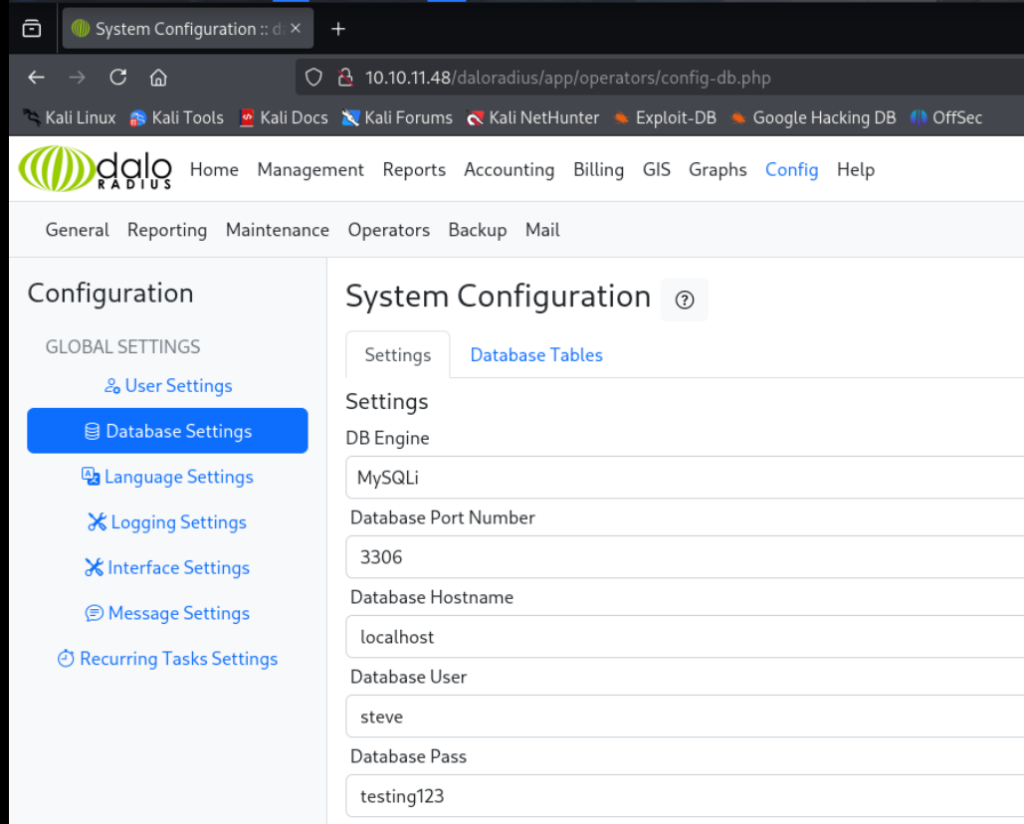 System Configuration :: d
10.10.11.48/daloradius/app/operators/config-db.php
Kali Linux Kali Tools Kali Docs Kali Forums Kali NetHunter Exploit-DB Google Hacking DB OffSec
dalo RADIUS Home Management Reports Accounting Billing GIS Graphs Config Help
General Reporting Maintenance Operators Backup Mail
Configuration
GLOBAL SETTINGS
User Settings
Database Settings
Language Settings
Logging Settings
Interface Settings
Message Settings
Recurring Tasks Settings
System Configuration
Settings Database Tables
Settings
DB Engine
MySQLi
Database Port Number
3306
Database Hostname
localhost
Database User
steve
Database Pass
testing123